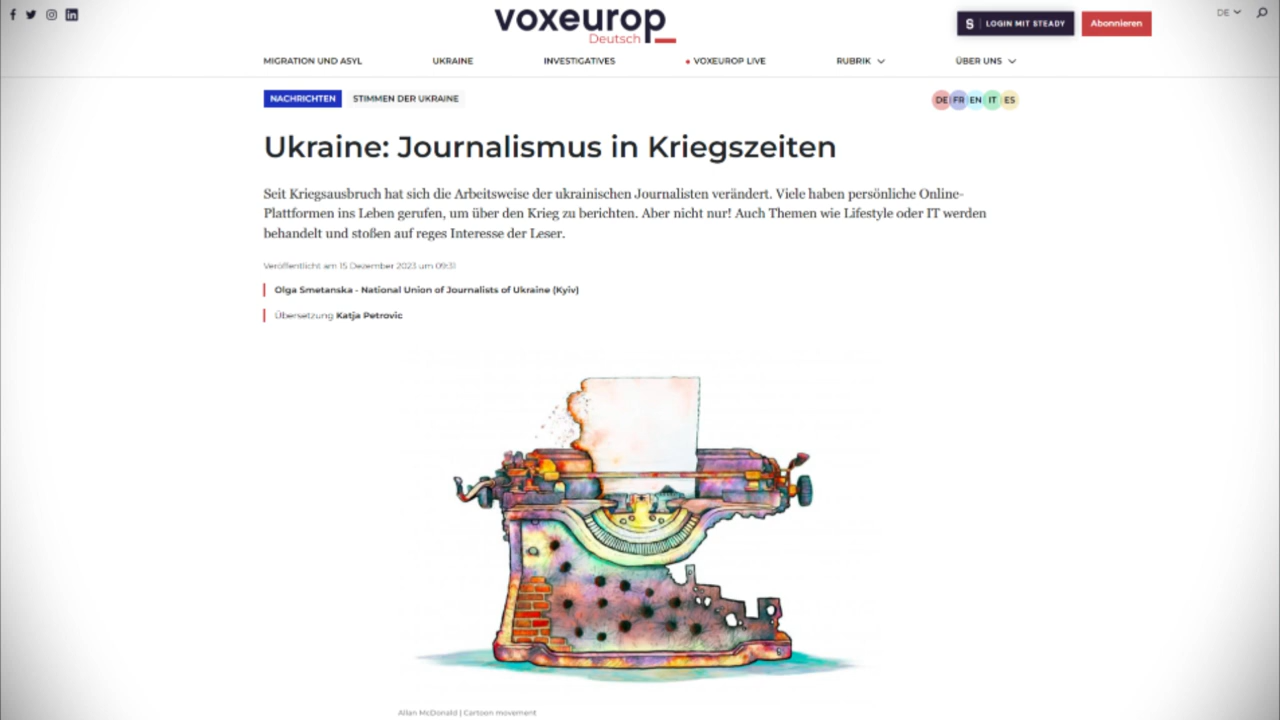 voxeurop
Deutsch
LOGIN MIT STEADY
Abonnieren
DE
MIGRATION UND ASYL
UKRAINE
INVESTIGATIVES
VOXEUROP LIVE
RUBRIK
ÜBER UNS
NACHRICHTEN
STIMMEN DER UKRAINE
DE FR EN IT ES
Ukraine: Journalismus in Kriegszeiten
Seit Kriegsausbruch hat sich die Arbeitsweise der ukrainischen Journalisten verändert. Viele haben persönliche Online-
Plattformen ins Leben gerufen, um über den Krieg zu berichten. Aber nicht nur! Auch Themen wie Lifestyle oder IT werden
behandelt und stoßen auf reges Interesse der Leser.
Veröffentlicht am 15 Dezember 2023 um 09:31
Olga Smetanska - National Union of Journalists of Ukraine (Kyiv)
Übersetzung Katja Petrovic
Allan McDonald | Cartoon movement